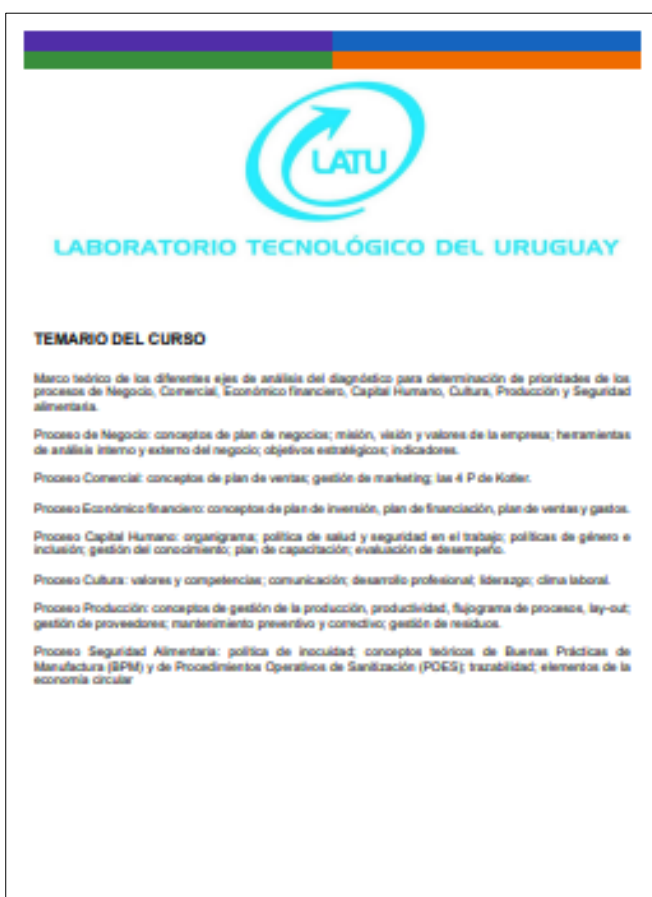 LATU
LABORATORIO TECNOLÓGICO DEL URUGUAY
TEMARIO DEL CURSO
Marco teórico de los diferentes ejes de análisis del diagnóstico para determinación de prioridades de los
procesos de Negocio, Comercial, Económico financiero, Capital Humano, Cultura, Producción y Seguridad
alimentaria.
Proceso de Negocio: conceptos de plan de negocios; misión, visión y valores de la empresa; herramientas
de análisis interno y externo del negocio; objetivos estratégicos; indicadores.
Proceso Comercial: conceptos de plan de ventas; gestión de marketing; las 4 P de Kotler.
Proceso Económico financiero: conceptos de plan de inversión, plan de financiación, plan de ventas y gastos.
Proceso Capital Humano: organigrama; política de salud y seguridad en el trabajo; políticas de género e
inclusión; gestión del conocimiento; plan de capacitación; evaluación de desempeño.
Proceso Cultura: valores y competencias; comunicación; desarrollo profesional; liderazgo; clima laboral.
Proceso Producción: conceptos de gestión de la producción, productividad, flujograma de procesos, lay-out;
gestión de proveedores; mantenimiento preventivo y correctivo; gestión de residuos.
Proceso Seguridad Alimentaria: política de inocuidad; conceptos teóricos de Buenas Prácticas de
Manufactura (BPM) y de Procedimientos Operativos de Sanitización (POES); trazabilidad; elementos de la
economía circular